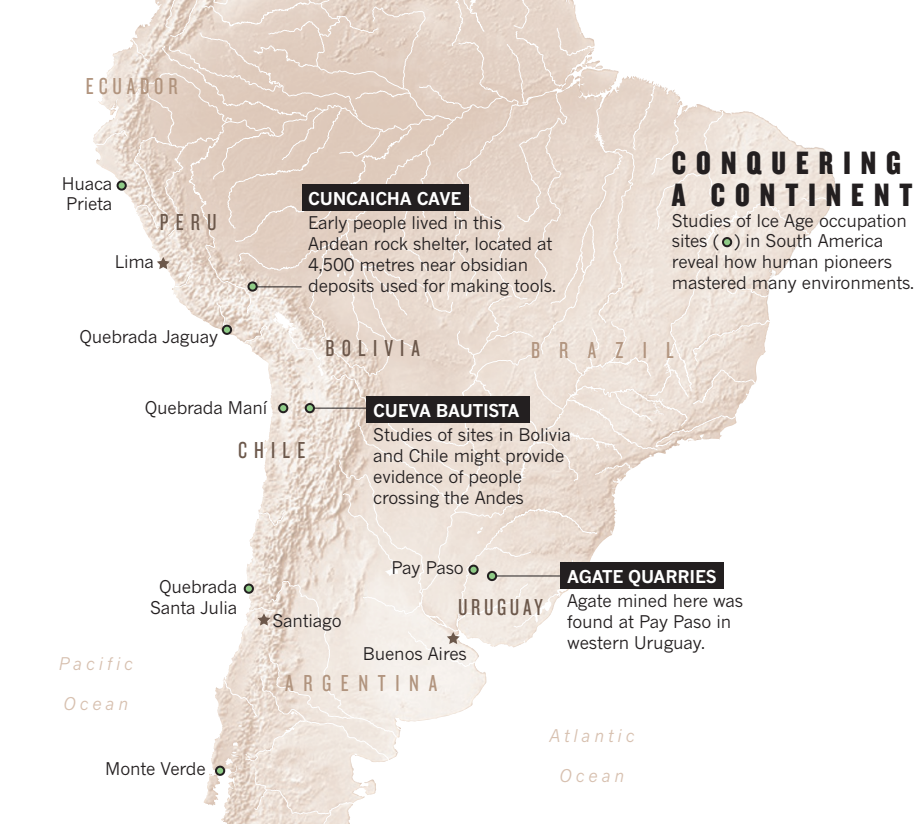 ECUADOR
CONQUERING
A CONTINENT
Studies of Ice Age occupation
sites ( ) in South America
reveal how human pioneers
mastered many environments.
Huaca
Prieta
PERU
CUNCAICHA CAVE
Early people lived in this
Andean rock shelter, located at
4,500 metres near obsidian
deposits used for making tools.
Lima
Quebrada Jaguay
BOLIVIA
BRAZIL
Quebrada Maní
CUEVA BAUTISTA
Studies of sites in Bolivia
and Chile might provide
evidence of people
crossing the Andes
CHILE
Pay Paso
AGATE QUARRIES
Agate mined here was
found at Pay Paso in
western Uruguay.
Quebrada
Santa Julia
URUGUAY
Santiago
Buenos Aires
Pacific
Ocean
ARGENTINA
Atlantic
Ocean
Monte Verde